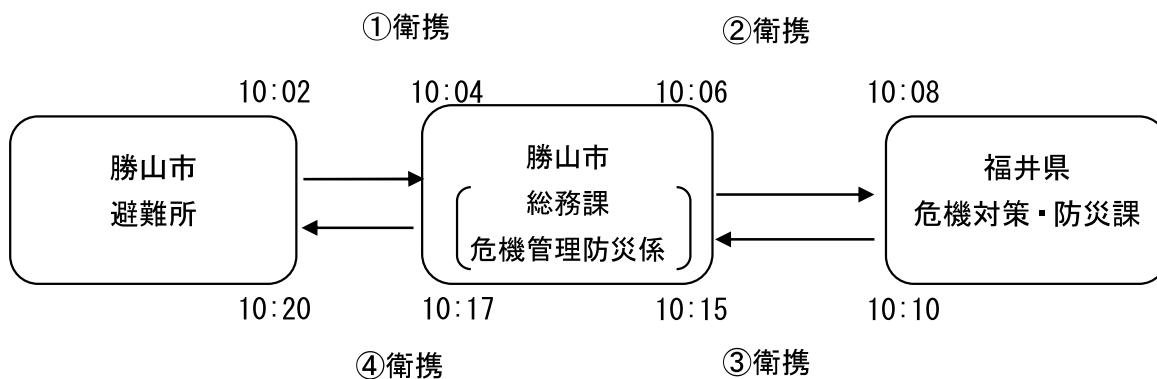 ①衛携
②衛携
10:02
10:04
10:06
10:08
勝山市
避難所
勝山市
総務課
危機管理防災係
福井県
危機対策・防災課
10:20
10:17
10:15
10:10
④衛携
③衛携